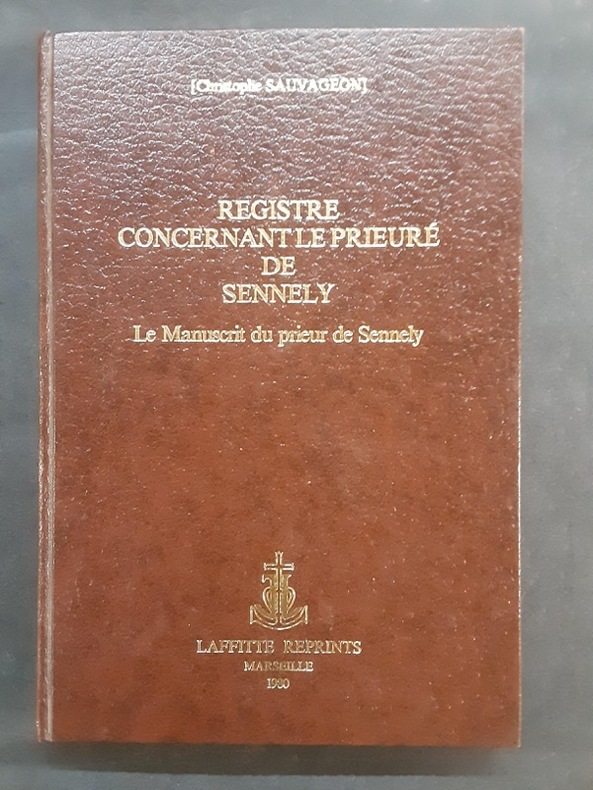 [Christophe SAUVAGEON]
REGISTRE
CONCERNANT LE PRIEURÉ
DE
SENNELY
Le Manuscrit du prieur de Sennely
LAFFITTE REPRINTS
MARSEILLE
1980